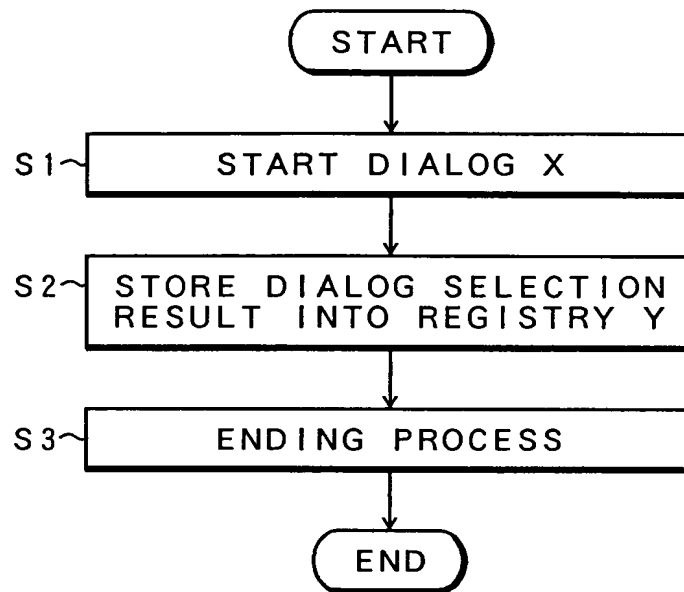 START
S1~ START DIALOG X
S2~ STORE DIALOG SELECTION
RESULT INTO REGISTRY Y
S3~ ENDING PROCESS
END